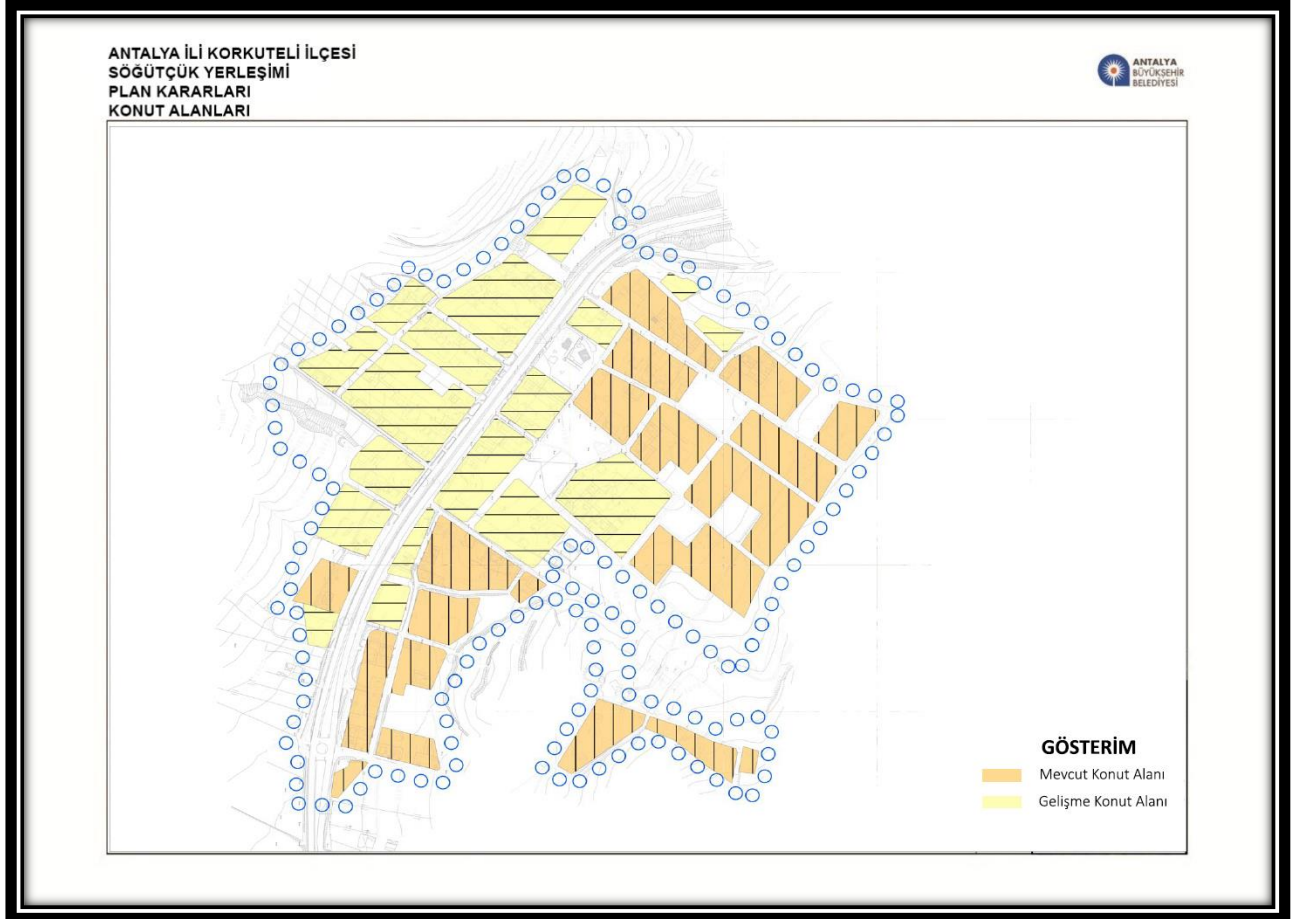 ANTALYA İLİ KORKUTELİ İLÇESİ
SÖĞÜTÇÜK YERLEŞİMİ
PLAN KARARLARI
KONUT ALANLARI
ANTALYA
BÜYÜKŞEHİR
BELEDİYESİ
GÖSTERİM
Mevcut Konut Alanı
Gelişme Konut Alanı